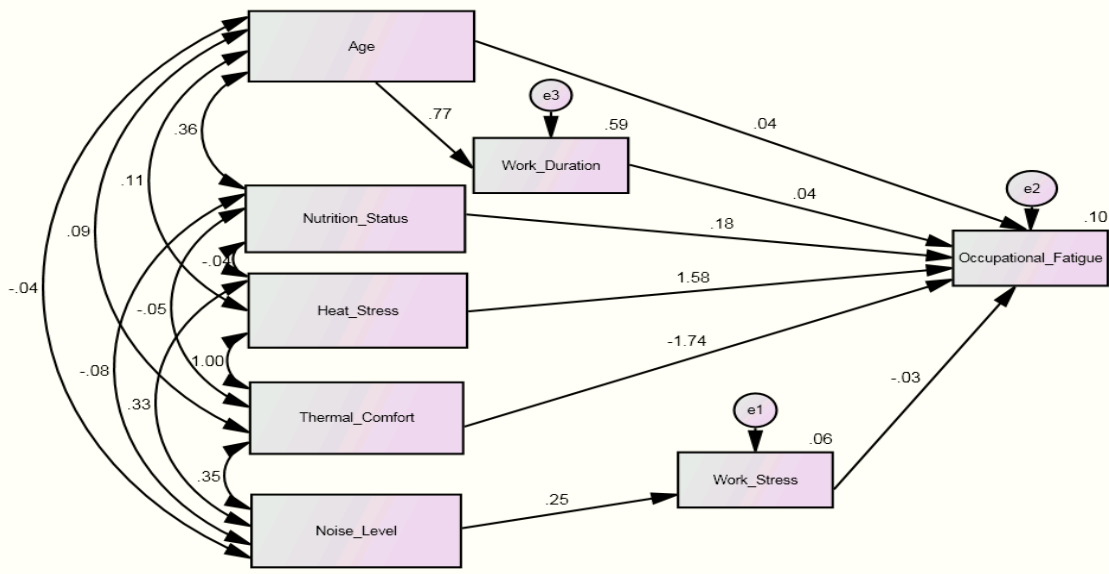 Age
e3
.77
.59
.04
.36
Work_Duration
e2
.11
.04
.10
Nutrition_Status
.18
.09
Occupational_Fatigue
-.04
1.58
-.04
Heat_Stress
-.05
-1.74
1.00
-.08
-.03
.33
Thermal_Comfort
e1
.06
.35
Work_Stress
.25
Noise_Level